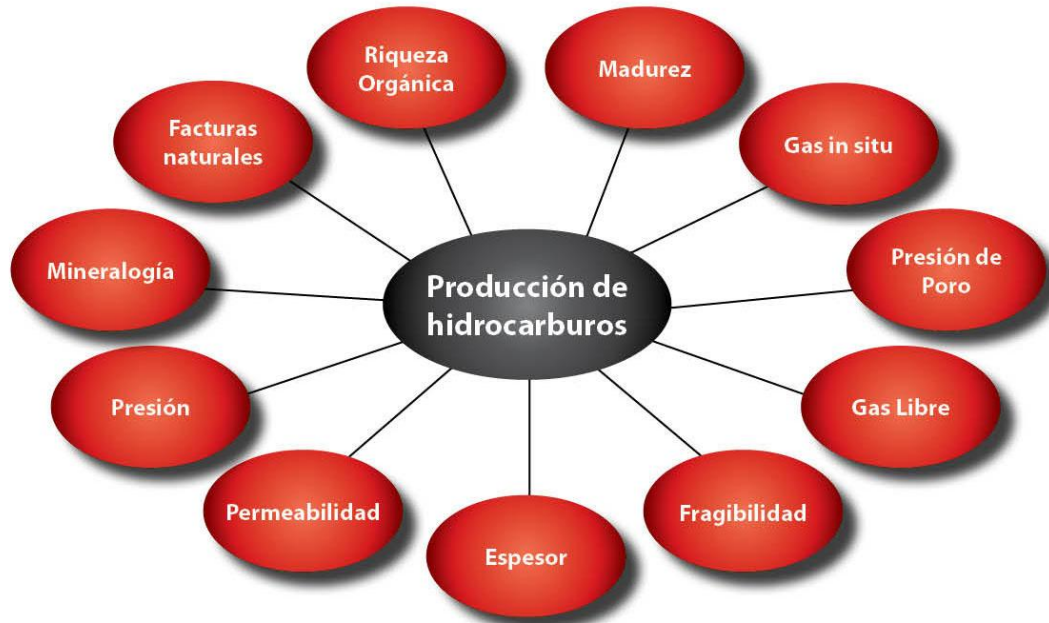 Riqueza
Orgánica
Madurez
Facturas
naturales
Gas in situ
Mineralogía
Producción de
hidrocarburos
Presión de
Poro
Presión
Gas Libre
Permeabilidad
Fragibilidad
Espesor